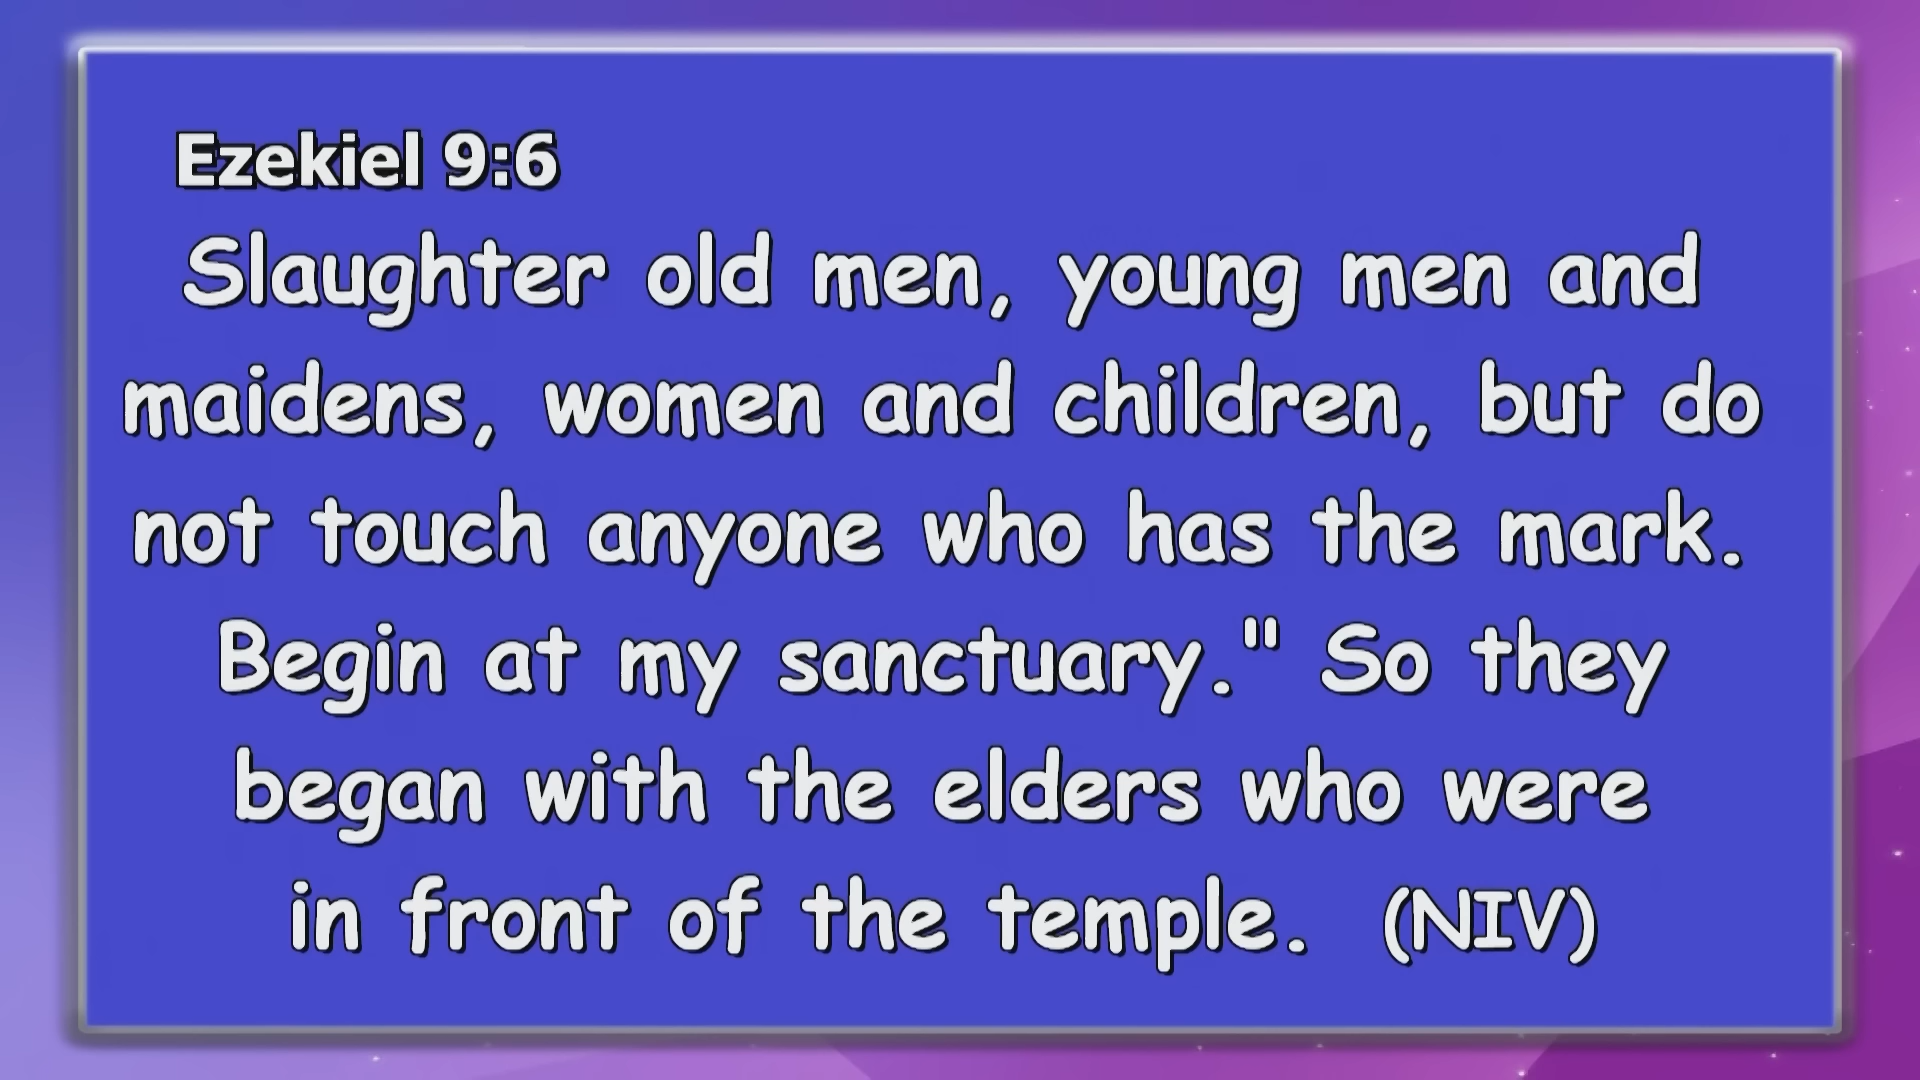 Ezekiel 9:6
Slaughter old men, young men and
maidens, women and children, but do
not touch anyone who has the mark.
Begin at my sanctuary." So they
began with the elders who were
in front of the temple. (NIV)